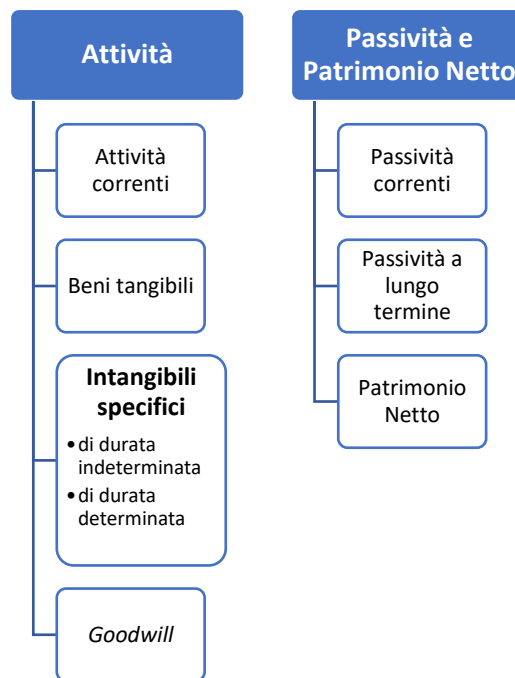 Attività
Attività
correnti
Beni tangibili
Intangibili
specifici
•di durata
indeterminata
•di durata
determinata
Goodwill
Passività e
Patrimonio Netto
Passività
correnti
Passività a
lungo
termine
Patrimonio
Netto